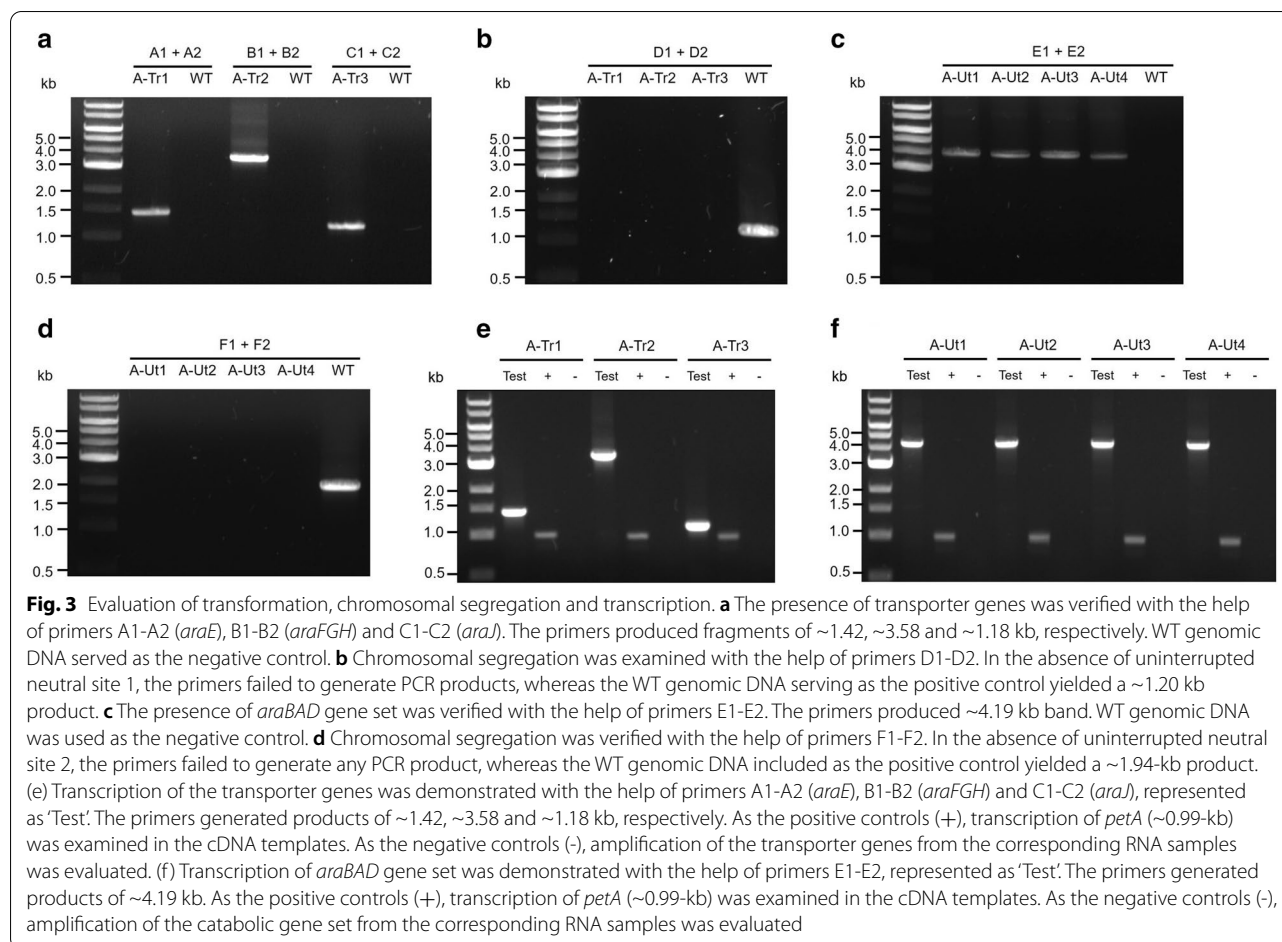 a
A1 + A2 B1 + B2 C1 + C2
A-Tr1 WT A-Tr2 WT A-Tr3 WT
kb
5.0
4.0
3.0
2.0
1.5
1.0
0.5
b
D1 + D2
A-Tr1 A-Tr2 A-Tr3 WT
kb
5.0
4.0
3.0
2.0
1.5
1.0
0.5
c
E1 + E2
A-Ut1 A-Ut2 A-Ut3 A-Ut4 WT
kb
5.0
4.0
3.0
2.0
1.5
1.0
0.5
d
F1 + F2
A-Ut1 A-Ut2 A-Ut3 A-Ut4 WT
kb
5.0
4.0
3.0
2.0
1.5
1.0
0.5
e
A-Tr1 A-Tr2 A-Tr3
kb Test + - Test + - Test + -
5.0
4.0
3.0
2.0
1.5
1.0
0.5
f
A-Ut1 A-Ut2 A-Ut3 A-Ut4
kb Test + - Test + - Test + - Test + -
5.0
4.0
3.0
2.0
1.5
1.0
0.5
Fig. 3 Evaluation of transformation, chromosomal segregation and transcription. a The presence of transporter genes was verified with the help
of primers A1-A2 (araE), B1-B2 (araFGH) and C1-C2 (araJ). The primers produced fragments of ~1.42, ~3.58 and ~1.18 kb, respectively. WT genomic
DNA served as the negative control. b Chromosomal segregation was examined with the help of primers D1-D2. In the absence of uninterrupted
neutral site 1, the primers failed to generate PCR products, whereas the WT genomic DNA serving as the positive control yielded a ~1.20 kb
product. c The presence of araBAD gene set was verified with the help of primers E1-E2. The primers produced ~4.19 kb band. WT genomic DNA
was used as the negative control. d Chromosomal segregation was verified with the help of primers F1-F2. In the absence of uninterrupted neutral
site 2, the primers failed to generate any PCR product, whereas the WT genomic DNA included as the positive control yielded a ~1.94-kb product.
(e) Transcription of the transporter genes was demonstrated with the help of primers A1-A2 (araE), B1-B2 (araFGH) and C1-C2 (araJ), represented
as 'Test'. The primers generated products of ~1.42, ~3.58 and ~1.18 kb, respectively. As the positive controls (+), transcription of petA (~0.99-kb)
was examined in the cDNA templates. As the negative controls (-), amplification of the transporter genes from the corresponding RNA samples
was evaluated. (f) Transcription of araBAD gene set was demonstrated with the help of primers E1-E2, represented as 'Test'. The primers generated
products of ~4.19 kb. As the positive controls (+), transcription of petA (~0.99-kb) was examined in the cDNA templates. As the negative controls (-),
amplification of the catabolic gene set from the corresponding RNA samples was evaluated